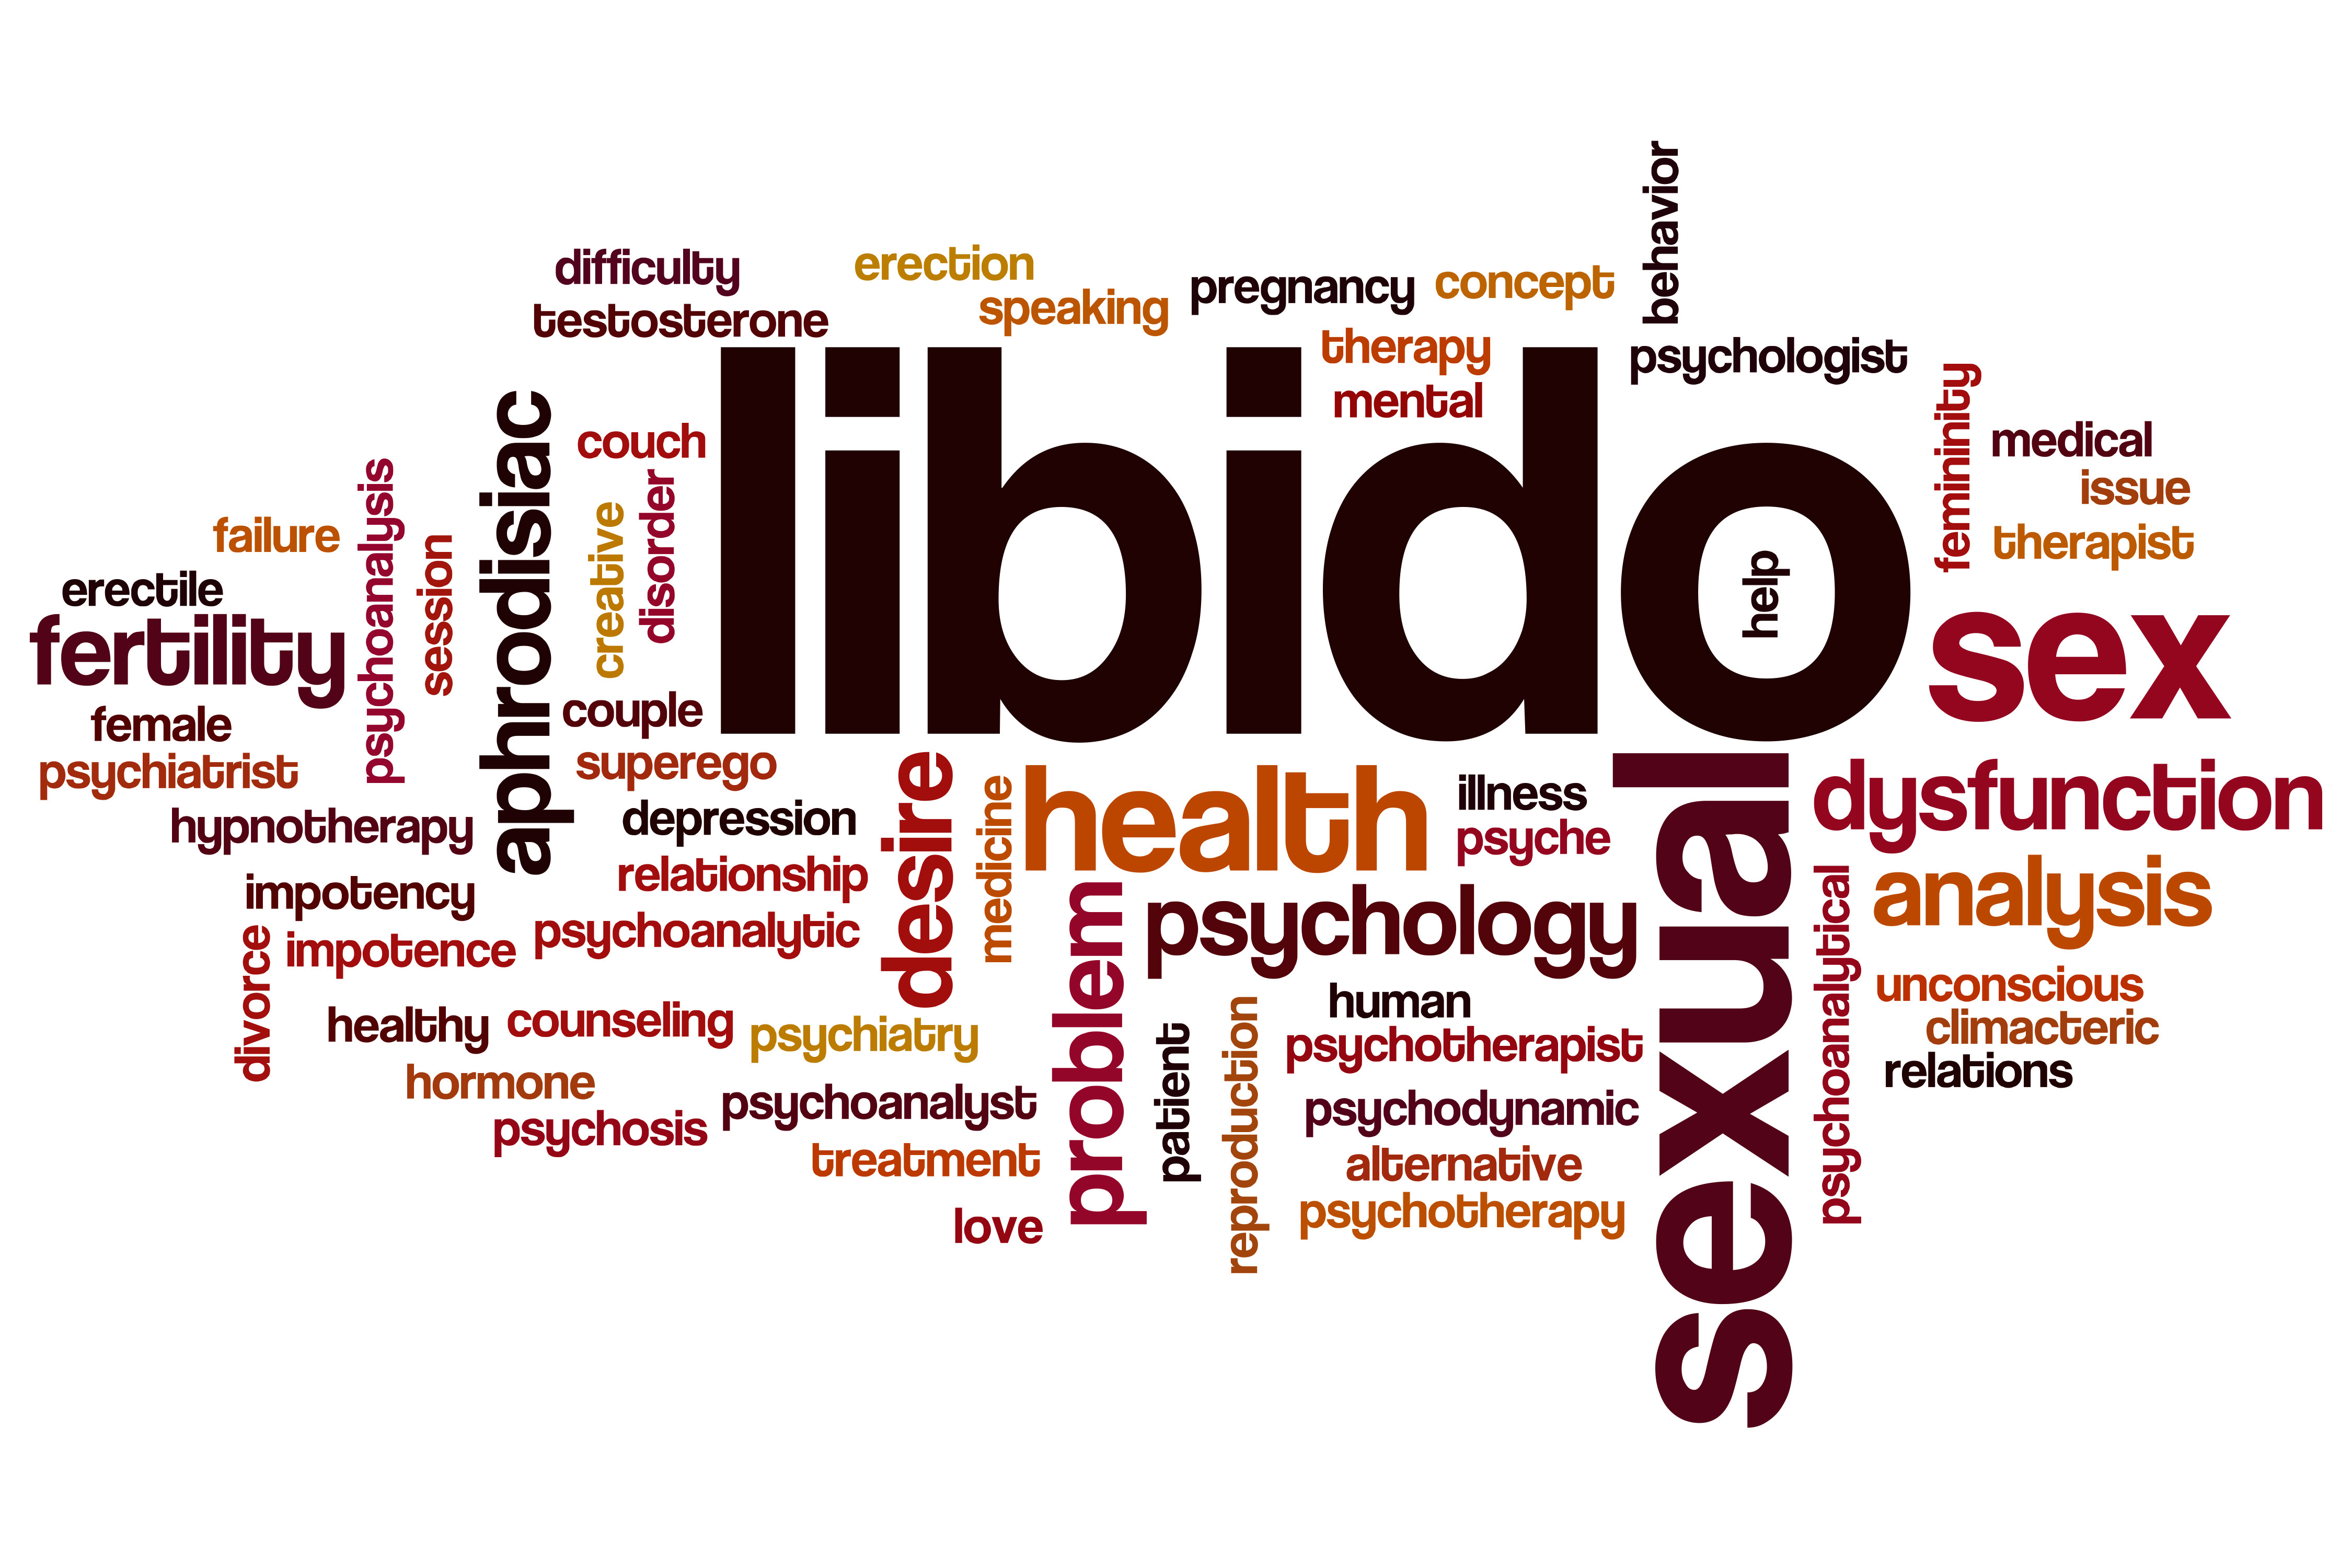 behavior
difficulty
erection
pregnancy
concept
speaking
testosterone
therapy
psychologist
mental
femininity
aphrodisiac
couch
libido
medical
psychoanalysis
disorder
issue
creative
failure
session
therapist
help
erectile
fertility
sex
female
couple
psychiatrist
superego
desire
health
illness
sexual
dysfunction
hypnotherapy
depression
medicine
psyche
relationship
analysis
impotency
problem
psychology
psychoanalytical
divorce
impotence
psychoanalytic
unconscious
healthy
counseling
psychiatry
human
climacteric
patient
reproduction
psychotherapist
relations
hormone
psychoanalyst
psychodynamic
psychosis
treatment
alternative
love
psychotherapy